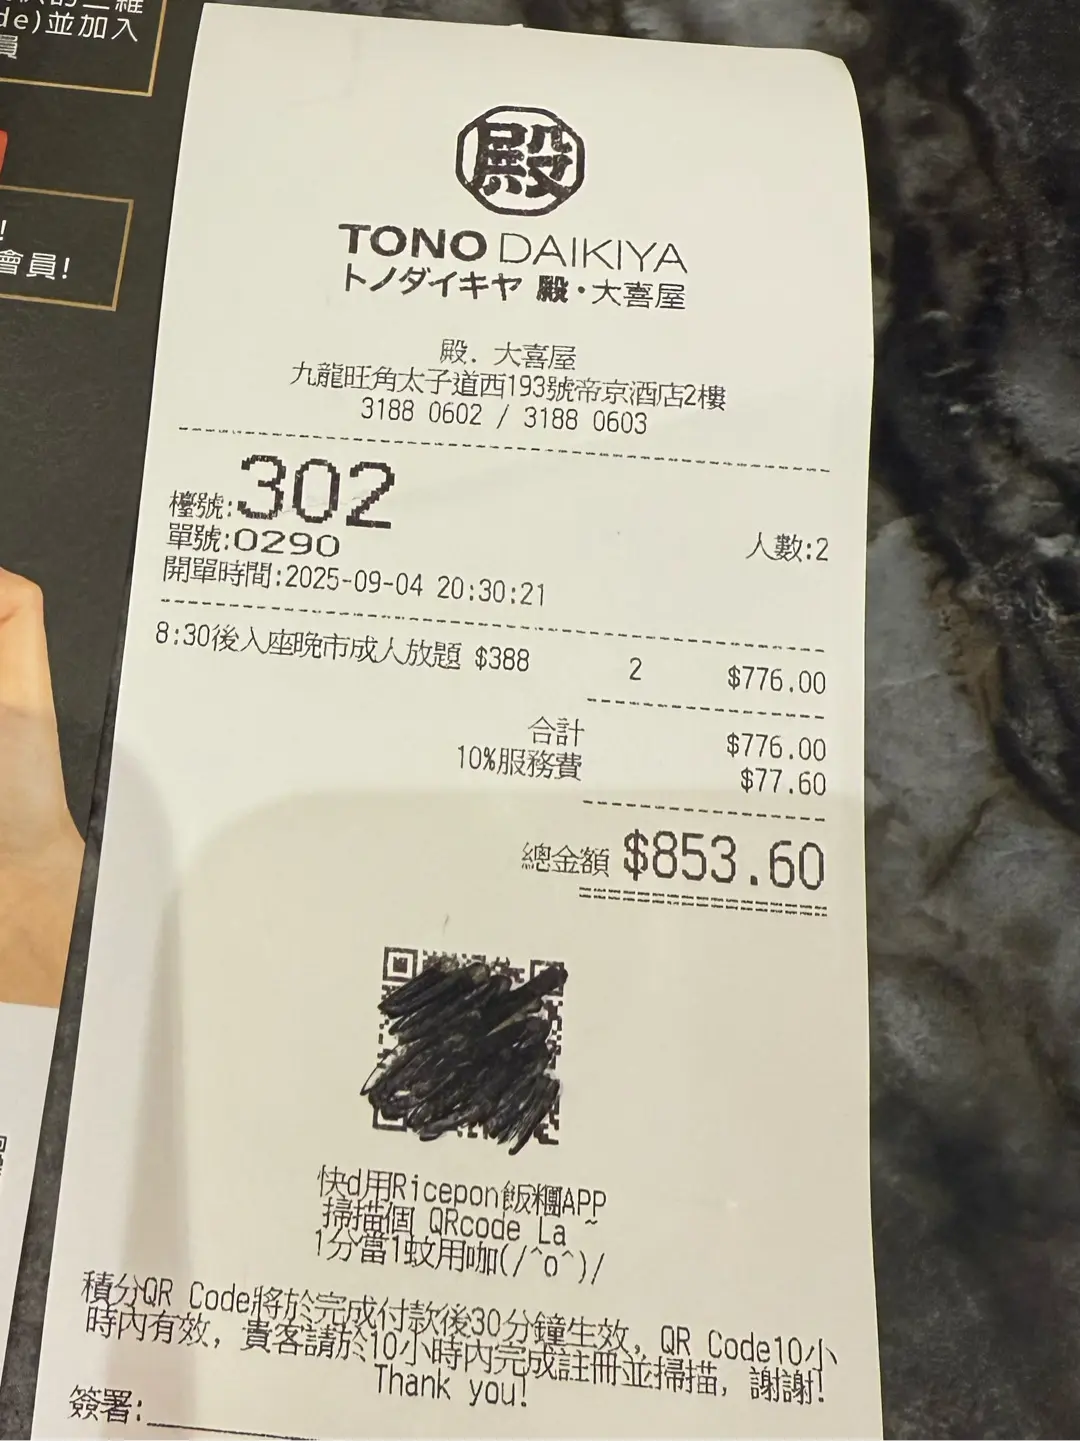 de)並加入
員
!
會員!
殿
TONO DAIKIYA
トノダイキヤ 殿・大喜屋
殿. 大喜屋
九龍旺角太子道西193號帝京酒店2樓
3188 0602 / 3188 0603
檯號:302
單號:0290
人數:2
開單時間:2025-09-04 20:30:21
8:30後入座晚市成人放題 $388 2 $776.00
合計 $776.00
10%服務費 $77.60
總金額 $853.60
快d用Ricepon飯糰APP
掃描個 QRcode La ~
1分當1蚊用咖(/^o^)/
積分QR Code將於完成付款後30分鐘生效, QR Code10小
時內有效, 貴客請於10小時內完成註冊並掃描, 謝謝!
Thank you!
簽署: